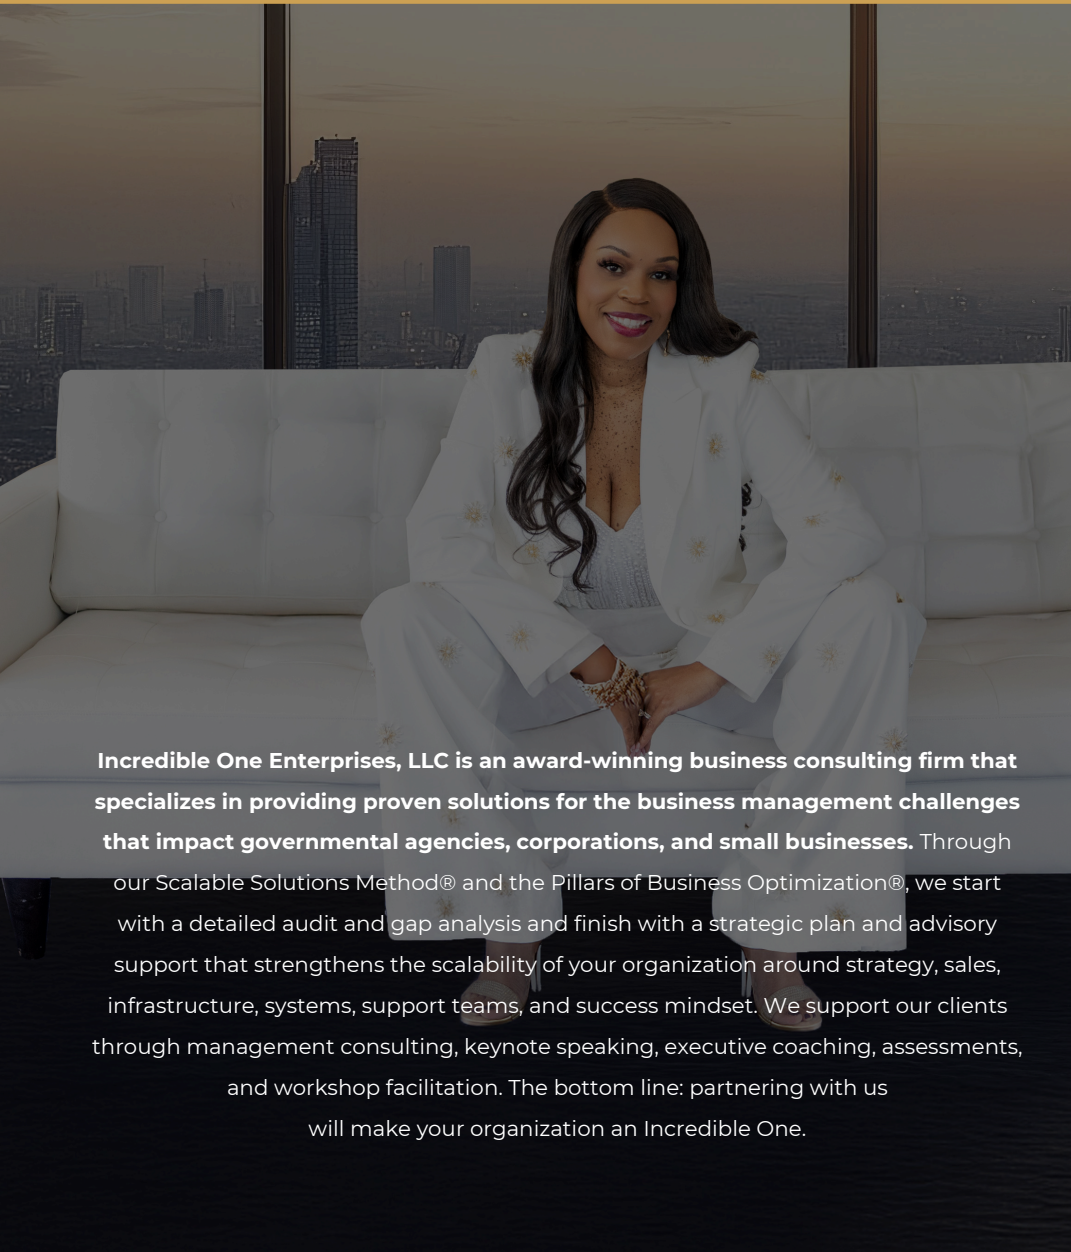 Incredible One Enterprises, LLC is an award-winning business consulting firm that
specializes in providing proven solutions for the business management challenges
that impact governmental agencies, corporations, and small businesses. Through
our Scalable Solutions Method® and the Pillars of Business Optimization®, we start
with a detailed audit and gap analysis and finish with a strategic plan and advisory
support that strengthens the scalability of your organization around strategy, sales,
infrastructure, systems, support teams, and success mindset. We support our clients
through management consulting, keynote speaking, executive coaching, assessments,
and workshop facilitation. The bottom line: partnering with us
will make your organization an Incredible One.